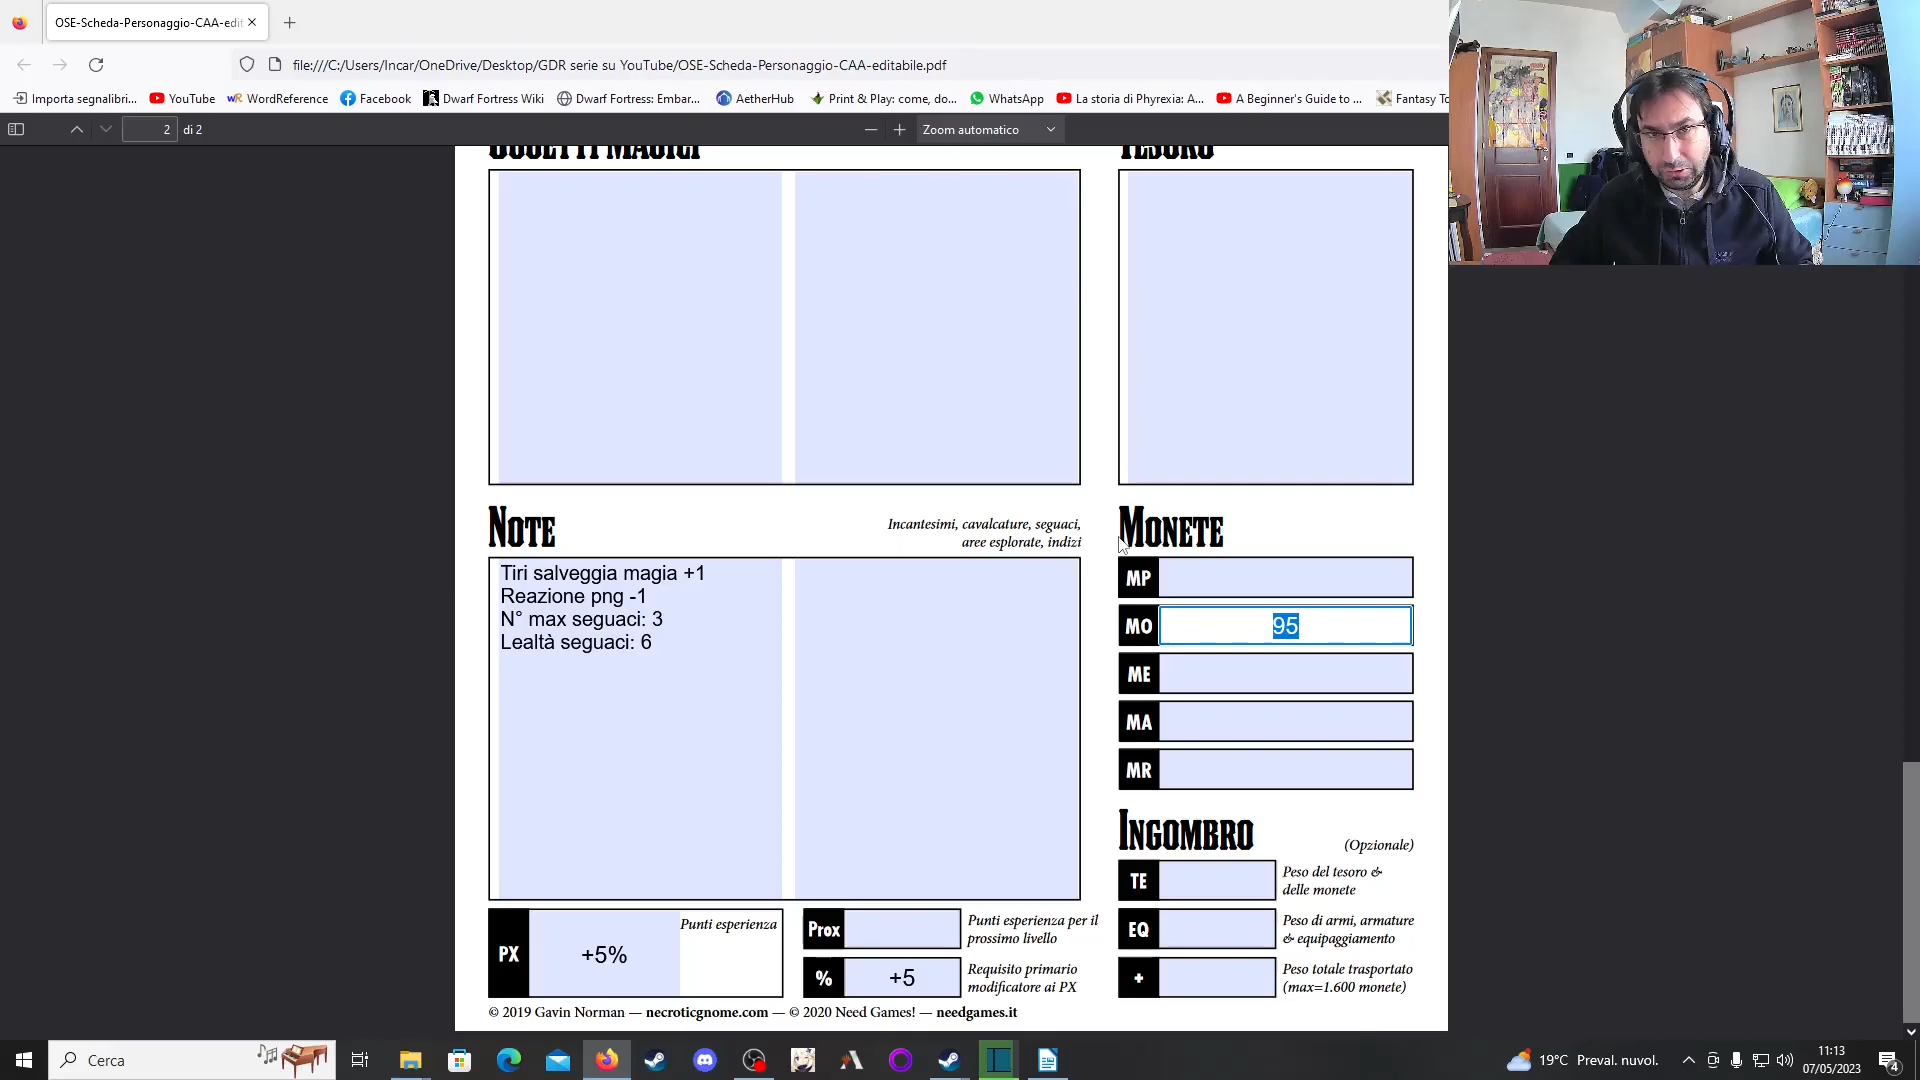 OSE-Scheda-Personaggio-CAA-edit
file:///C:/Users/Incar/OneDrive/Desktop/GDR serie su YouTube/OSE-Scheda-Personaggio-CAA-editabile.pdf
Importa segnalibri... YouTube WordReference Facebook Dwarf Fortress Wiki Dwarf Fortress: Embar... AetherHub Print & Play: come, do... WhatsApp La storia di Phyrexia: A... A Beginner's Guide to ... Fantasy To
2 di 2 Zoom automatico
OGGETTI MAGICI
TESORO
NOTE
Incantesimi, cavalcature, seguaci,
aree esplorate, indizi
Tiri salveggia magia +1
Reazione png -1
N° max seguaci: 3
Lealtà seguaci: 6
MONETE
MP
MO 95
ME
MA
MR
INGOMBRO
(Opzionale)
TE
Peso del tesoro &
delle monete
EQ
Peso di armi, armature
& equipaggiamento
+
Peso totale trasportato
(max=1.600 monete)
PX +5% Punti esperienza
Prox
Punti esperienza per il
prossimo livello
% +5
Requisito primario
modificatore ai PX
© 2019 Gavin Norman — necroticgnome.com — © 2020 Need Games! — needgames.it
Cerca
19°C Preval. nuvol.
11:13
07/05/2023
4